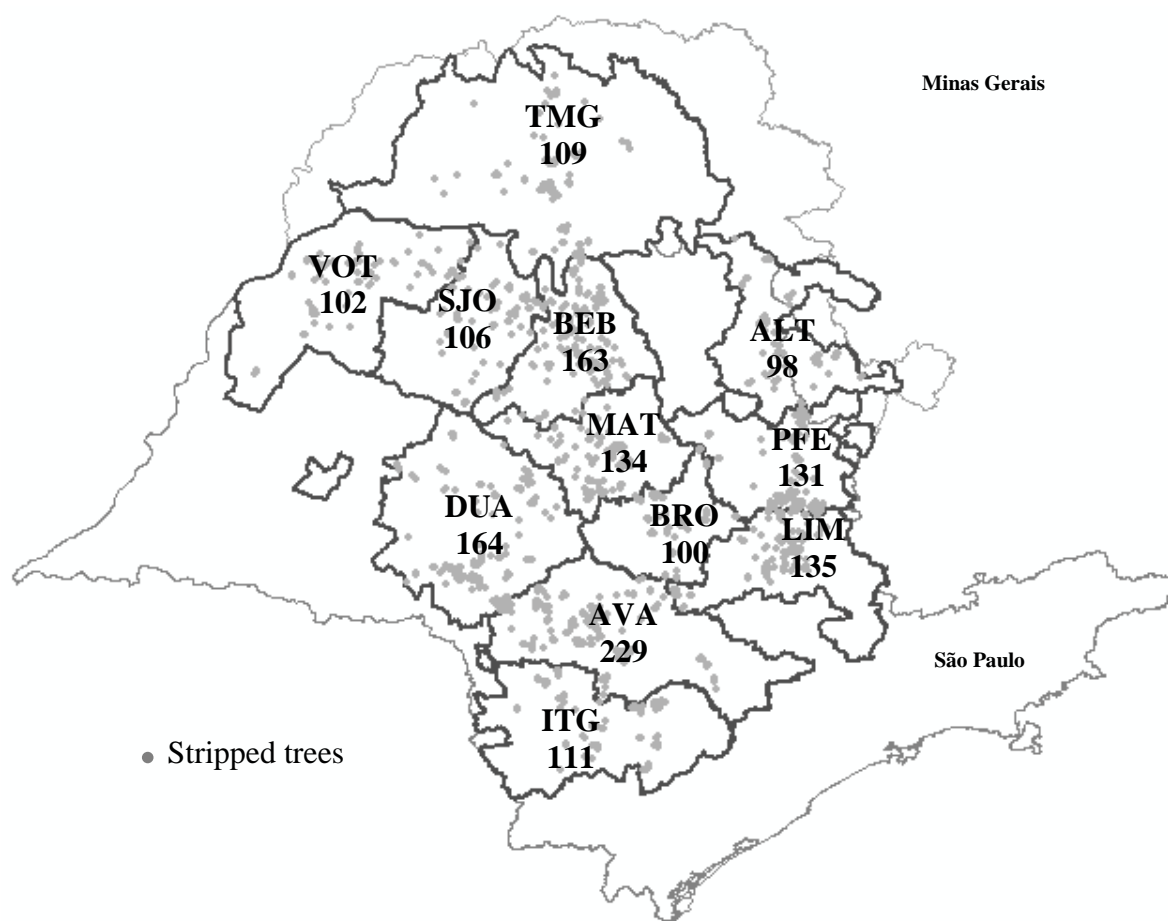 Minas Gerais
TMG
109
VOT
102
SJO
106
BEB
163
ALT
98
MAT
134
PFE
131
DUA
164
BRO
100
LIM
135
AVA
229
São Paulo
ITG
111
Stripped trees